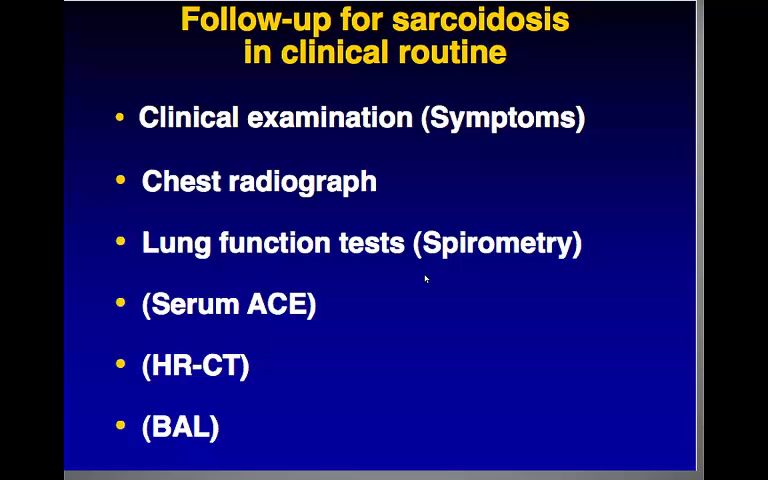 Follow-up for sarcoidosis
in clinical routine
• Clinical examination (Symptoms)
• Chest radiograph
• Lung function tests (Spirometry)
• (Serum ACE)
• (HR-CT)
• (BAL)